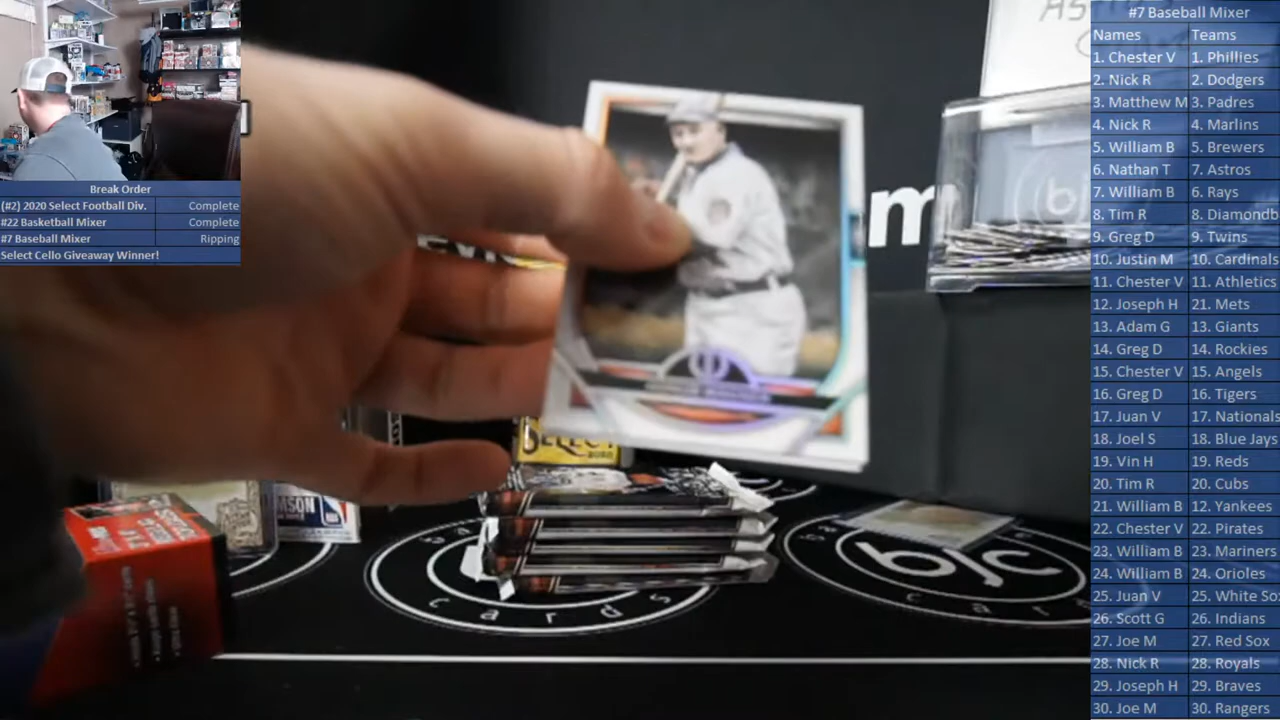 Break Order
(#2) 2020 Select Football Div. Complete
#22 Basketball Mixer Complete
#7 Baseball Mixer Ripping
Select Cello Giveaway Winner!
m
SELECT
bjc
cards
bjc
#7 Baseball Mixer
Names Teams
1. Chester V 1. Phillies
2. Nick R 2. Dodgers
3. Matthew M 3. Padres
4. Nick R 4. Marlins
5. William B 5. Brewers
6. Nathan T 7. Astros
7. William B 6. Rays
8. Tim R 8. Diamondb
9. Greg D 9. Twins
10. Justin M 10. Cardinals
11. Chester V 11. Athletics
12. Joseph H 21. Mets
13. Adam G 13. Giants
14. Greg D 14. Rockies
15. Chester V 15. Angels
16. Greg D 16. Tigers
17. Juan V 17. Nationals
18. Joel S 18. Blue Jays
19. Vin H 19. Reds
20. Tim R 20. Cubs
21. William B 12. Yankees
22. Chester V 22. Pirates
23. William B 23. Mariners
24. William B 24. Orioles
25. Juan V 25. White Sox
26. Scott G 26. Indians
27. Joe M 27. Red Sox
28. Nick R 28. Royals
29. Joseph H 29. Braves
30. Joe M 30. Rangers